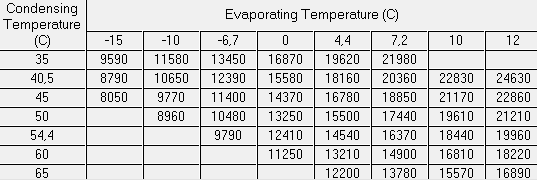 Condensing Temperature (C) Evaporating Temperature (C)
-15 -10 -6,7 0 4,4 7,2 10 12
35 9590 11580 13450 16870 19620 21980
40,5 8790 10650 12390 15580 18160 20360 22830 24630
45 8050 9770 11400 14370 16780 18850 21170 22860
50 8960 10480 13250 15500 17440 19610 21210
54,4 9790 12410 14540 16370 18440 19960
60 11250 13210 14900 16810 18220
65 12200 13780 15570 16890